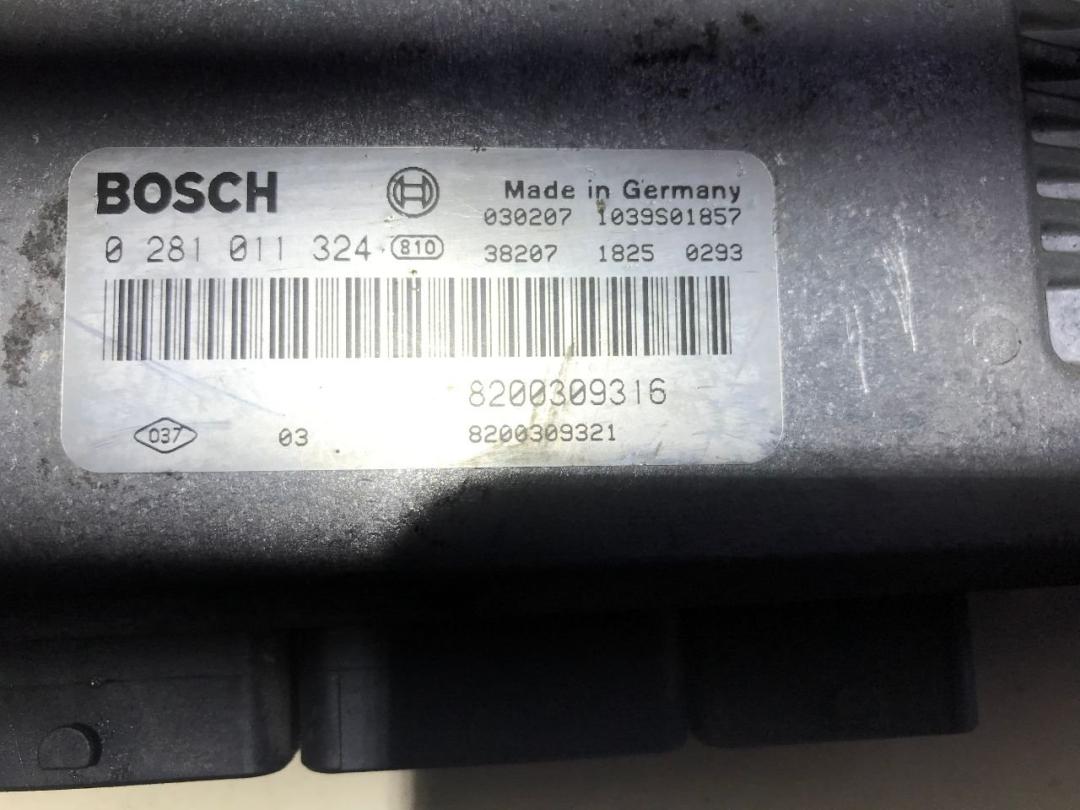 BOSCH
Made in Germany
030207 1039S01857
0 281 011 324 810
38207 1825 0293
8200309316
037 03 8200309321